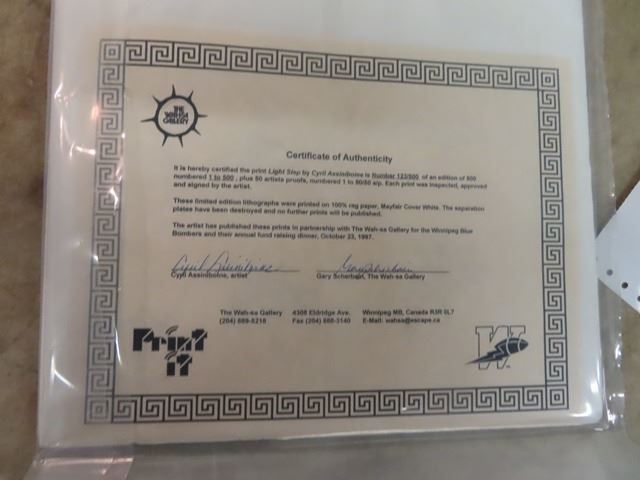 THE
WAH-SA
GALLERY
Certificate of Authenticity
It is hereby certified the print Light Step by Cyril Assiniboine is Number 123/500 of an edition of 500
numbered 1 to 500, plus 50 artists proofs, numbered 1 to 50/50 a/p. Each print was inspected, approved
and signed by the artist.
These limited edition lithographs were printed on 100% rag paper, Mayfair Cover White. The separation
plates have been destroyed and no further prints will be published.
The artist has published these prints in partnership with The Wah-sa Gallery for the Winnipeg Blue
Bombers and their annual fund raising dinner, October 23, 1997.
Cyril Assiniboine
Gary Scherbain
Cyril Assiniboine, artist
Gary Scherbain, The Wah-sa Gallery
The Wah-sa Gallery 4308 Eldridge Ave. Winnipeg MB, Canada R3R 0L7
(204) Fax (204) E-Mail: wahsa@escape.ca
Print
It
W